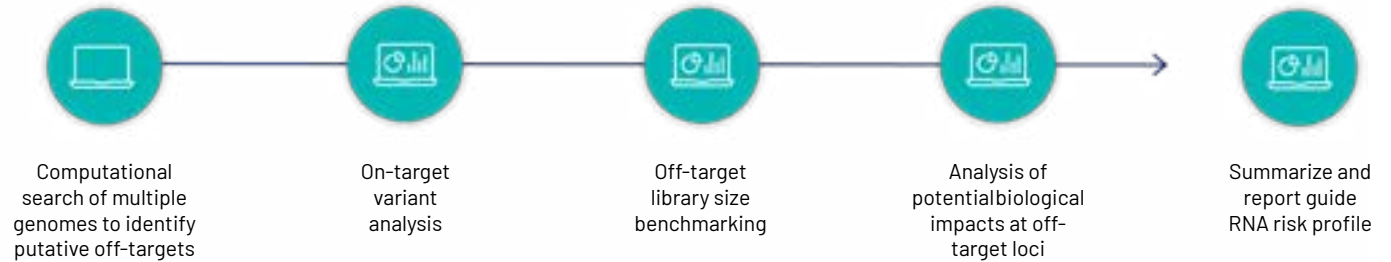 Computational
search of multiple
genomes to identify
putative off-targets
On-target
variant
analysis
Off-target
library size
benchmarking
Analysis of
potentialbiological
impacts at off-
target loci
Summarize and
report guide
RNA risk profile